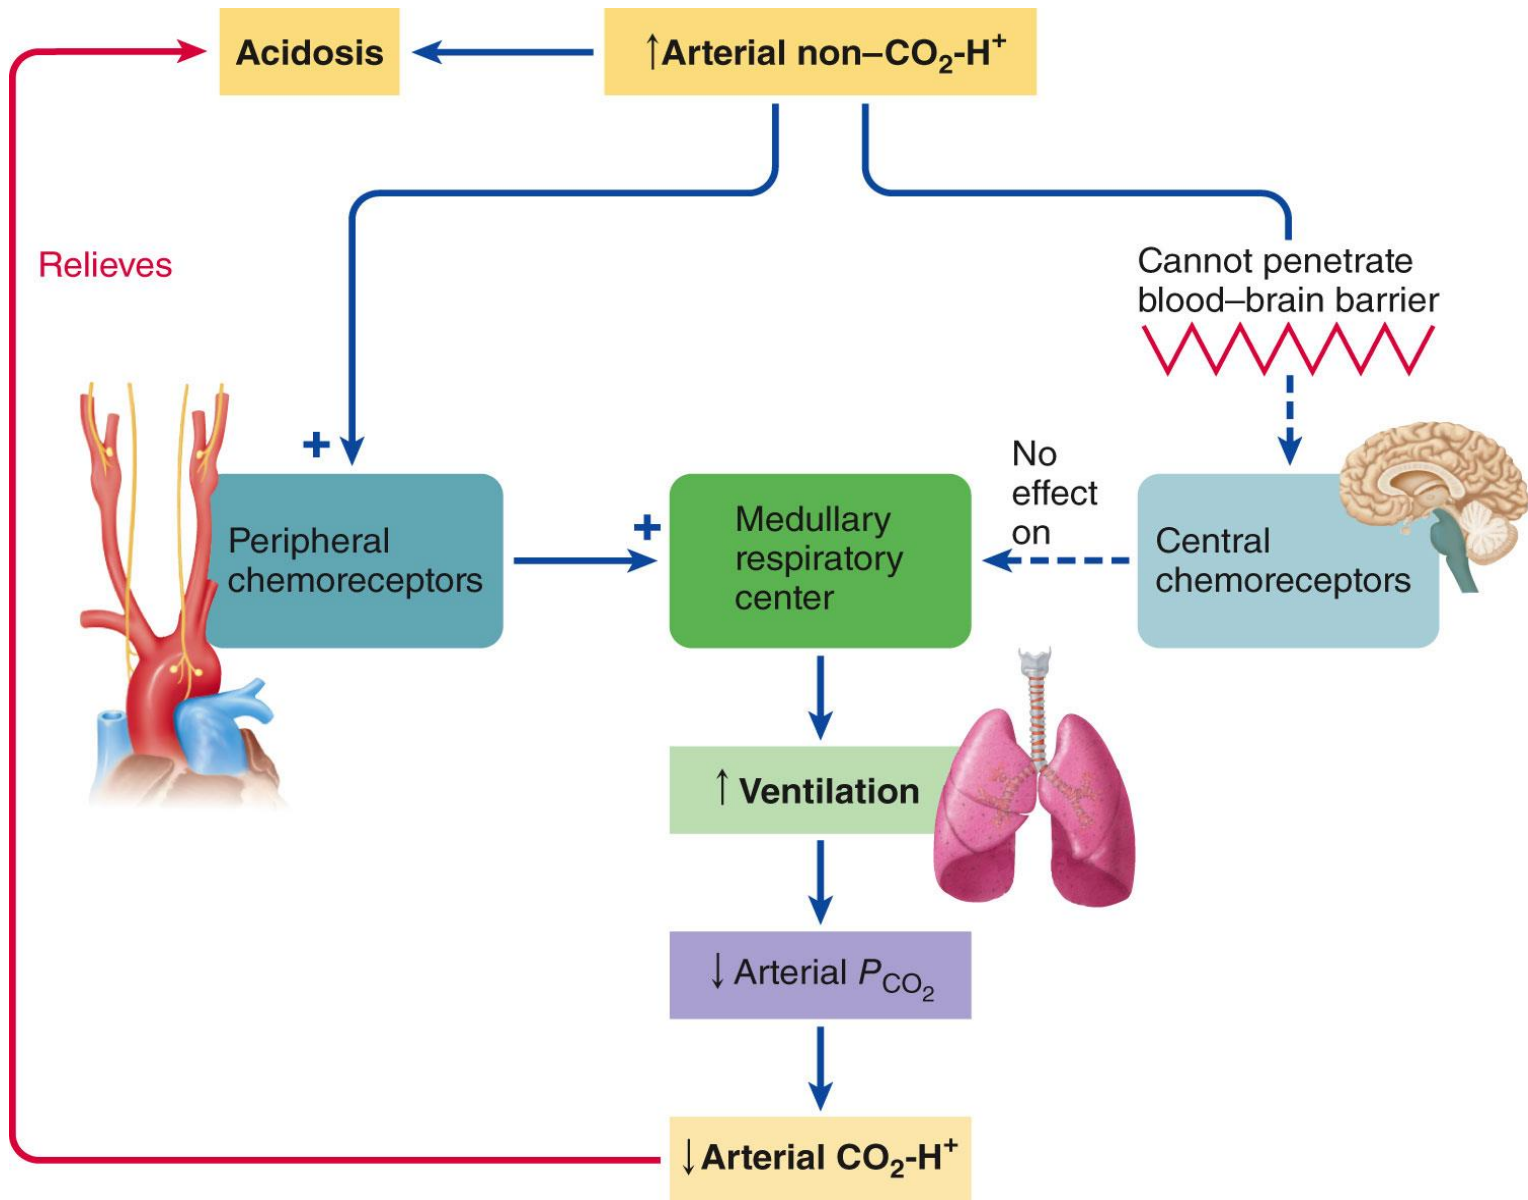 Acidosis
↑Arterial non–CO₂-H⁺
Relieves
Cannot penetrate
blood–brain barrier
+
No
effect
on
+
Peripheral
chemoreceptors
Medullary
respiratory
center
Central
chemoreceptors
↑ Ventilation
↓ Arterial P_CO₂
↓Arterial CO₂-H⁺